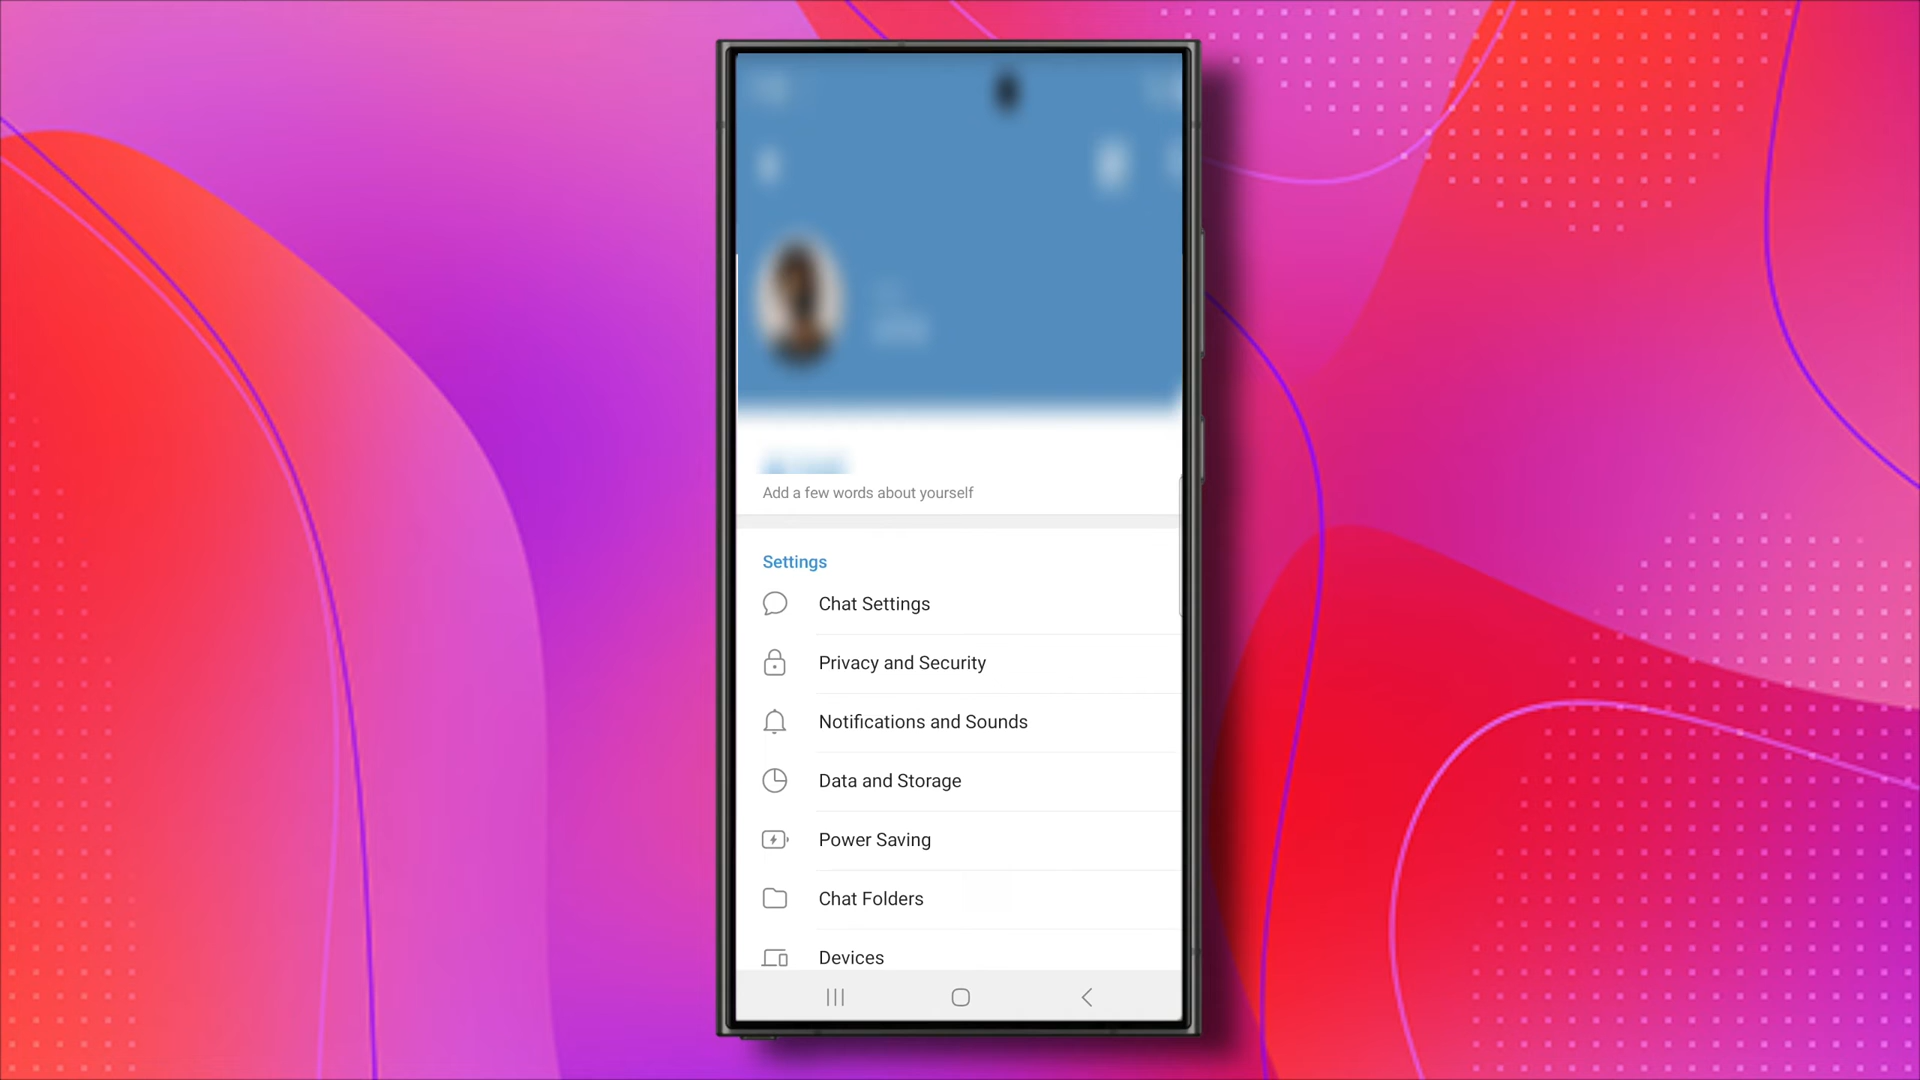 Add a few words about yourself
Settings
Chat Settings
Privacy and Security
Notifications and Sounds
Data and Storage
Power Saving
Chat Folders
Devices